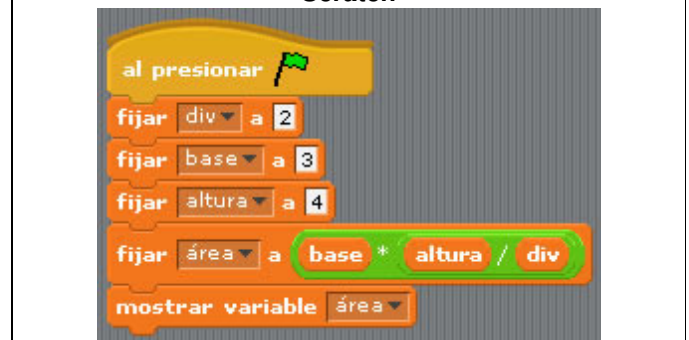 Scratch
al presionar
fijar div a 2
fijar base a 3
fijar altura a 4
fijar área a base * altura / div
mostrar variable área